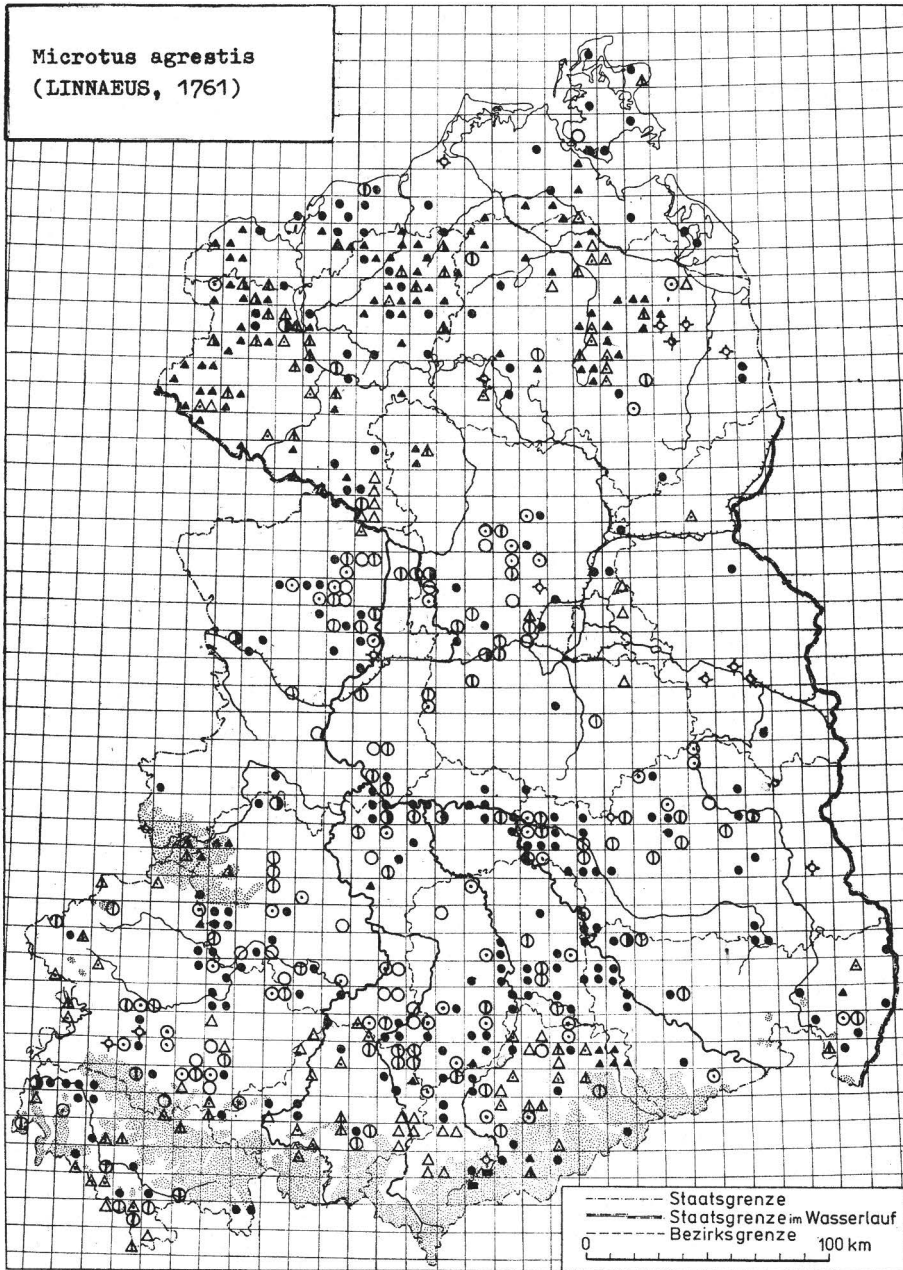 Microtus agrestis
(LINNAEUS, 1761)
Staatsgrenze
Staatsgrenze im Wasserlauf
Bezirksgrenze
0 100 km